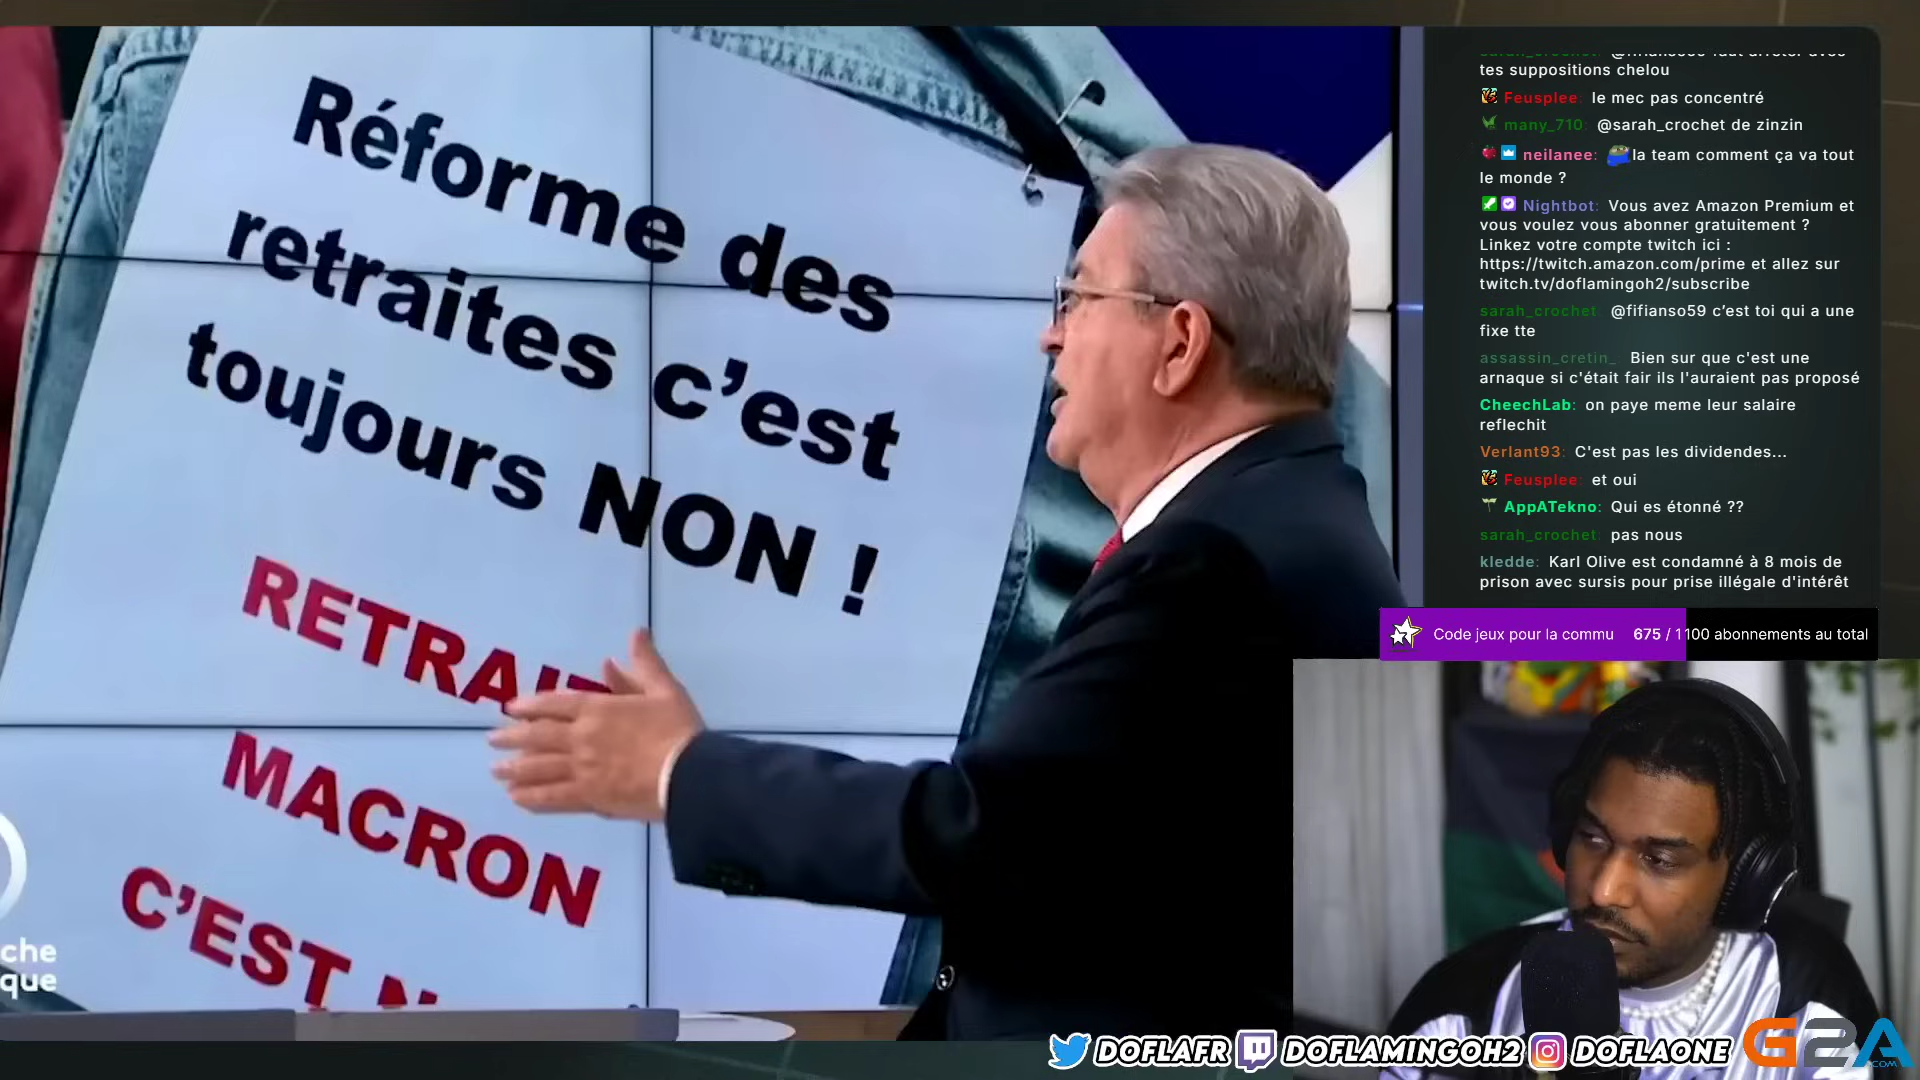 Réforme des
retraites c'est
toujours NON !
MACRON
C'EST
che
que
tes suppositions chelou
Feusplee: le mec pas concentré
many_710: @sarah_crochet de zinzin
neilanee: la team comment ça va tout
le monde ?
Nightbot: Vous avez Amazon Premium et
vous voulez vous abonner gratuitement ?
Linkez votre compte twitch ici :
https://twitch.amazon.com/prime et allez sur
twitch.tv/doflamingoh2/subscribe
sarah_crochet: @fifianso59 c'est toi qui a une
fixe tte
assassin_cretin_: Bien sur que c'est une
arnaque si c'était fair ils l'auraient pas proposé
CheechLab: on paye meme leur salaire
reflechit
Verlant93: C'est pas les dividendes...
Feusplee: et oui
AppATekno: Qui es étonné ??
sarah_crochet: pas nous
kledde: Karl Olive est condamné à 8 mois de
prison avec sursis pour prise illégale d'intérêt
Code jeux pour la commu 675 / 1100 abonnements au total
DOFLAFR DOFLAMINGOH2 DOFLAONE G2A
.COM